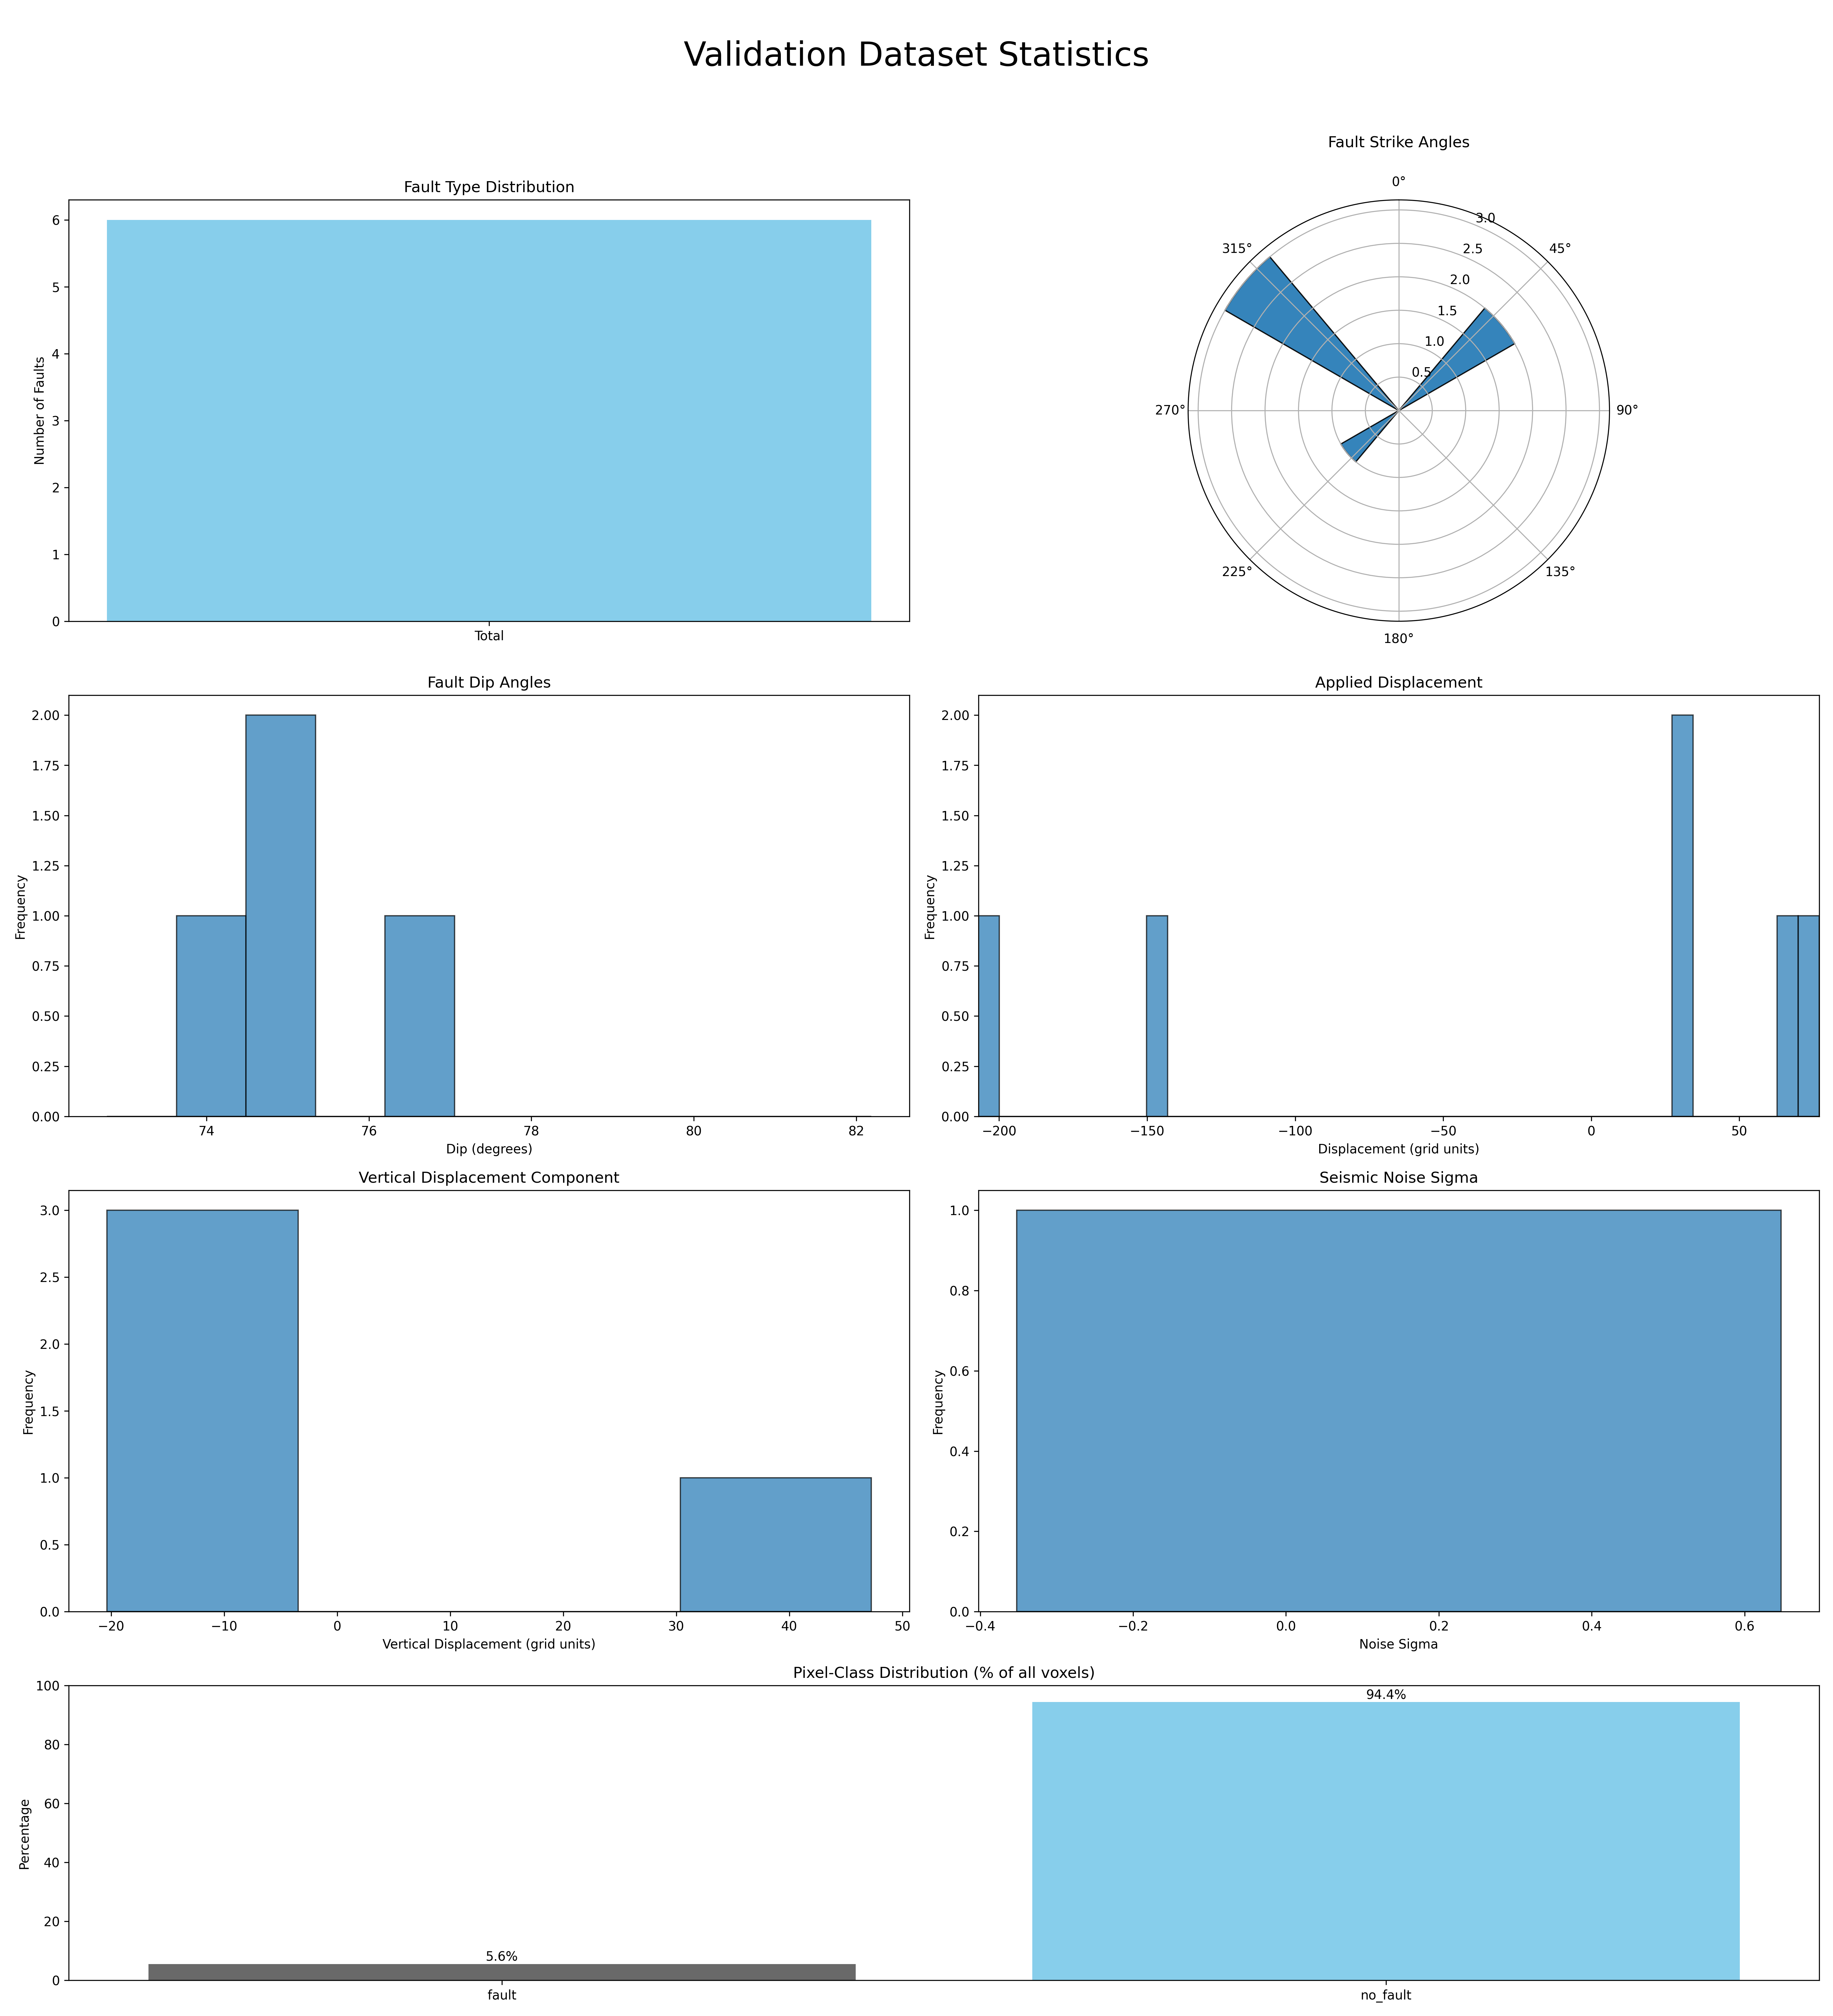 Validation Dataset Statistics
Fault Type Distribution
Number of Faults
6
5
4
3
2
1
0
Total
Fault Strike Angles
0°
45°
90°
135°
180°
225°
270°
315°
3.0
2.5
2.0
1.5
1.0
0.5
Fault Dip Angles
Frequency
2.00
1.75
1.50
1.25
1.00
0.75
0.50
0.25
0.00
74 76 78 80 82
Dip (degrees)
Applied Displacement
Frequency
2.00
1.75
1.50
1.25
1.00
0.75
0.50
0.25
0.00
−200 −150 −100 −50 0 50
Displacement (grid units)
Vertical Displacement Component
Frequency
3.0
2.5
2.0
1.5
1.0
0.5
0.0
−20 −10 0 10 20 30 40 50
Vertical Displacement (grid units)
Seismic Noise Sigma
Frequency
1.0
0.8
0.6
0.4
0.2
0.0
−0.4 −0.2 0.0 0.2 0.4 0.6
Noise Sigma
Pixel-Class Distribution (% of all voxels)
Percentage
100
80
60
40
20
0
5.6%
94.4%
fault no_fault